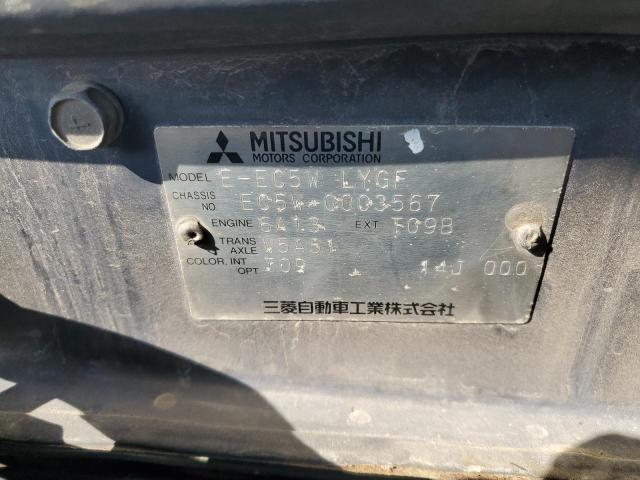 MITSUBISHI
MOTORS CORPORATION
MODEL E-EC5W LYGF
CHASSIS NO EC5W-0003567
ENGINE 6A13 EXT F09B
TRANS AXLE W5A51
COLOR, INT OPT T09 14J 000
三菱自動車工業株式会社